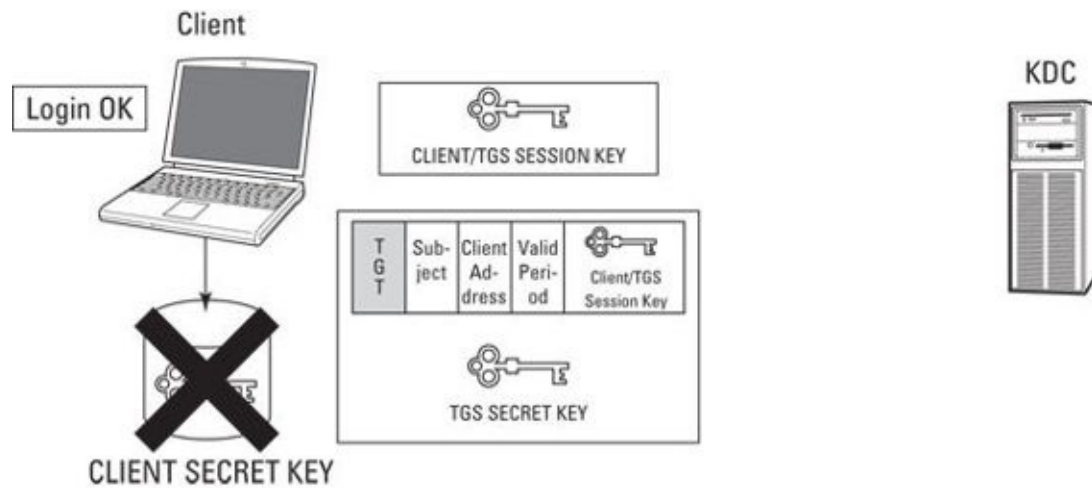 Client
KDC
Login OK
CLIENT/TGS SESSION KEY
T
G
T
Sub-
ject
Client
Ad-
dress
Valid
Peri-
od
Client/TGS
Session Key
TGS SECRET KEY
CLIENT SECRET KEY